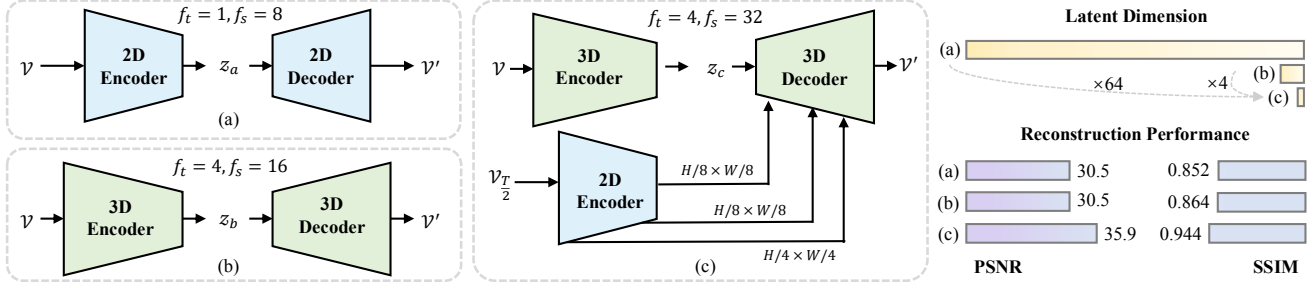 f_t = 1, f_s = 8
𝒱
2D
Encoder
z_a
2D
Decoder
𝒱′
(a)
f_t = 4, f_s = 16
𝒱
3D
Encoder
z_b
3D
Decoder
𝒱′
(b)
f_t = 4, f_s = 32
𝒱
3D
Encoder
z_c
3D
Decoder
𝒱′
𝒱_{T/2}
2D
Encoder
H/8 × W/8
H/8 × W/8
H/4 × W/4
(c)
Latent Dimension
(a)
(b)
×64
×4
(c)
Reconstruction Performance
(a) 30.5 0.852
(b) 30.5 0.864
(c) 35.9 0.944
PSNR SSIM